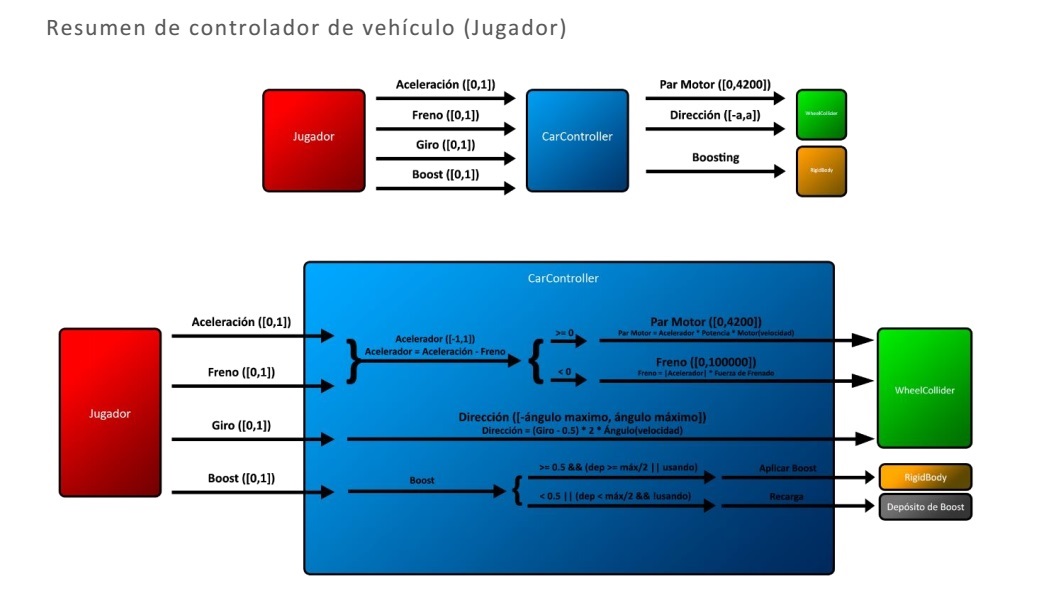 Resumen de controlador de vehículo (Jugador)
Jugador
Aceleración ([0,1])
Freno ([0,1])
Giro ([0,1])
Boost ([0,1])
CarController
Par Motor ([0,4200])
Dirección ([-a,a])
Boosting
WheelCollider
RigidBody
CarController
Jugador
Aceleración ([0,1])
Freno ([0,1])
Giro ([0,1])
Boost ([0,1])
Acelerador ([-1,1])
Acelerador = Aceleración - Freno
>= 0
< 0
Par Motor ([0,4200])
Par Motor = Acelerador * Potencia * Motor(velocidad)
Freno ([0,100000])
Freno = |Acelerador| * Fuerza de Frenado
Dirección ([-ángulo maximo, ángulo máximo])
Dirección = (Giro - 0.5) * 2 * Ángulo(velocidad)
Boost
>= 0.5 && (dep >= máx/2 || usando)
Aplicar Boost
< 0.5 || (dep < máx/2 && !usando)
Recarga
WheelCollider
RigidBody
Depósito de Boost